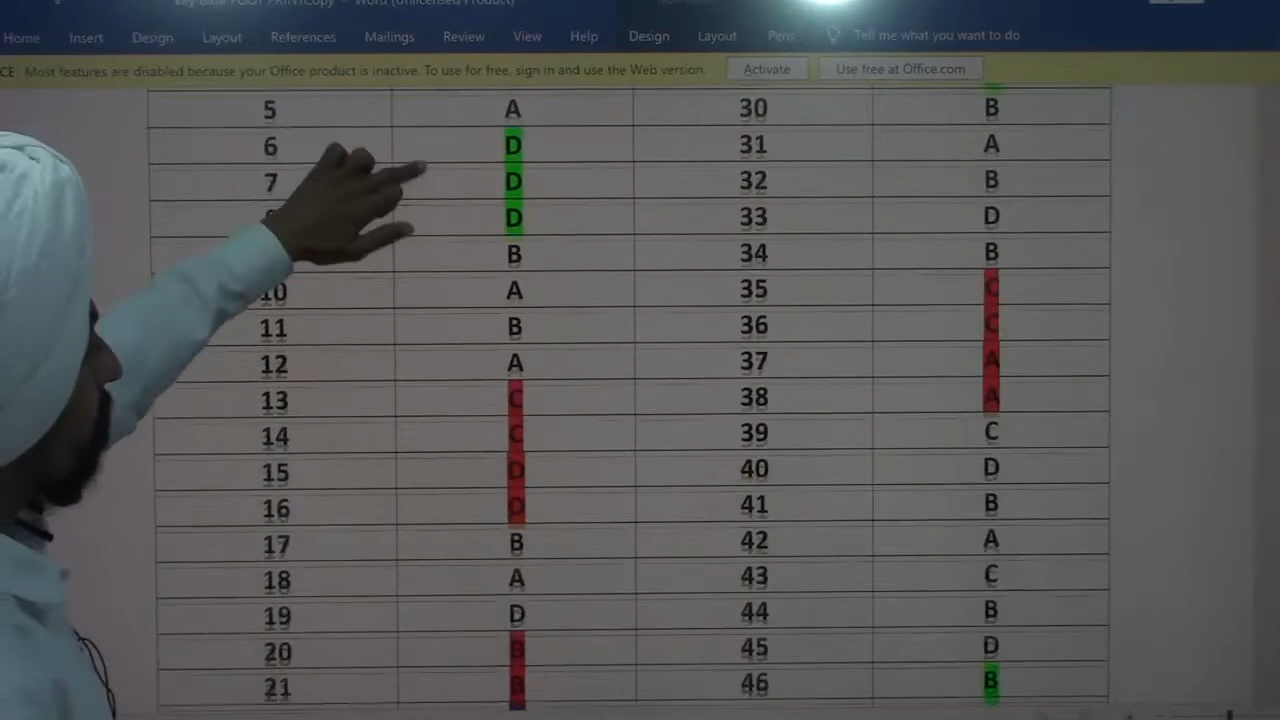 Home Insert Design Layout References Mailings Review View Help Design Layout Pens Tell me what you want to do
CE Most features are disabled because your Office product is inactive. To use for free, sign in and use the Web version. Activate Use free at Office.com
5 A 30 B
6 D 31 A
7 D 32 B
D 33 D
B 34 B
10 A 35 C
11 B 36 C
12 A 37 A
13 C 38 A
14 C 39 C
15 D 40 D
16 D 41 B
17 B 42 A
18 A 43 C
19 D 44 B
20 B 45 D
21 B 46 B